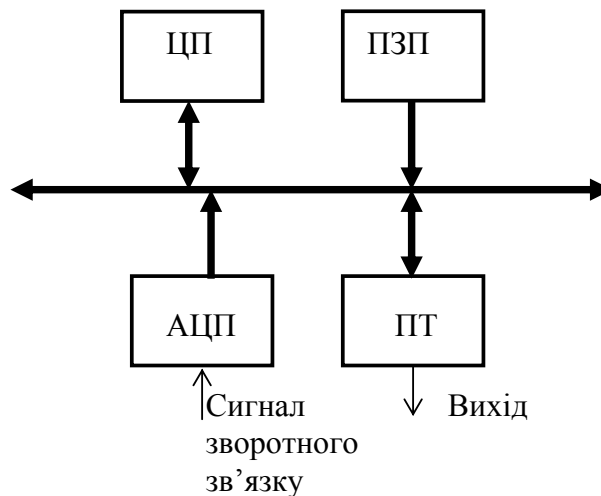 ЦП
ПЗП
АЦП
ПТ
Сигнал
зворотного
зв’язку
Вихід